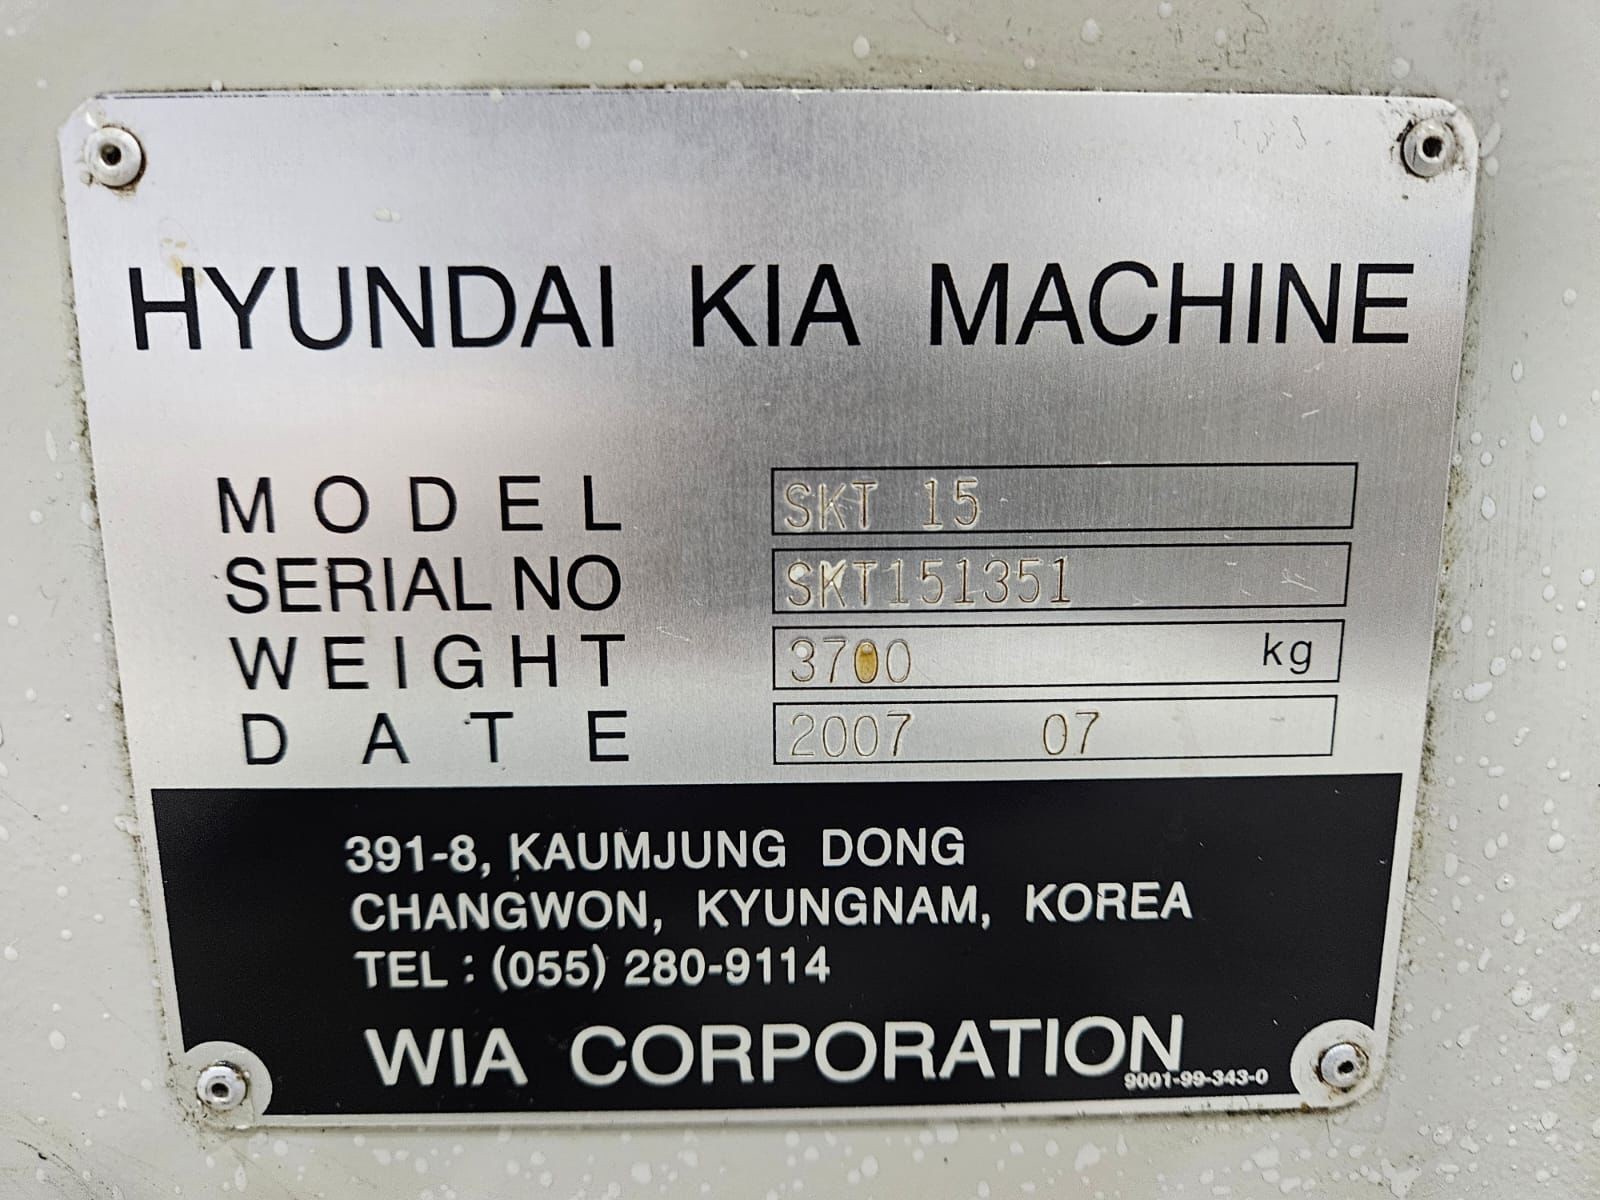 HYUNDAI KIA MACHINE
MODEL SKT 15
SERIAL NO SKT151351
WEIGHT 3700 kg
DATE 2007 07
391-8, KAUMJUNG DONG
CHANGWON, KYUNGNAM, KOREA
TEL : (055) 280-9114
WIA CORPORATION
9001-99-343-0